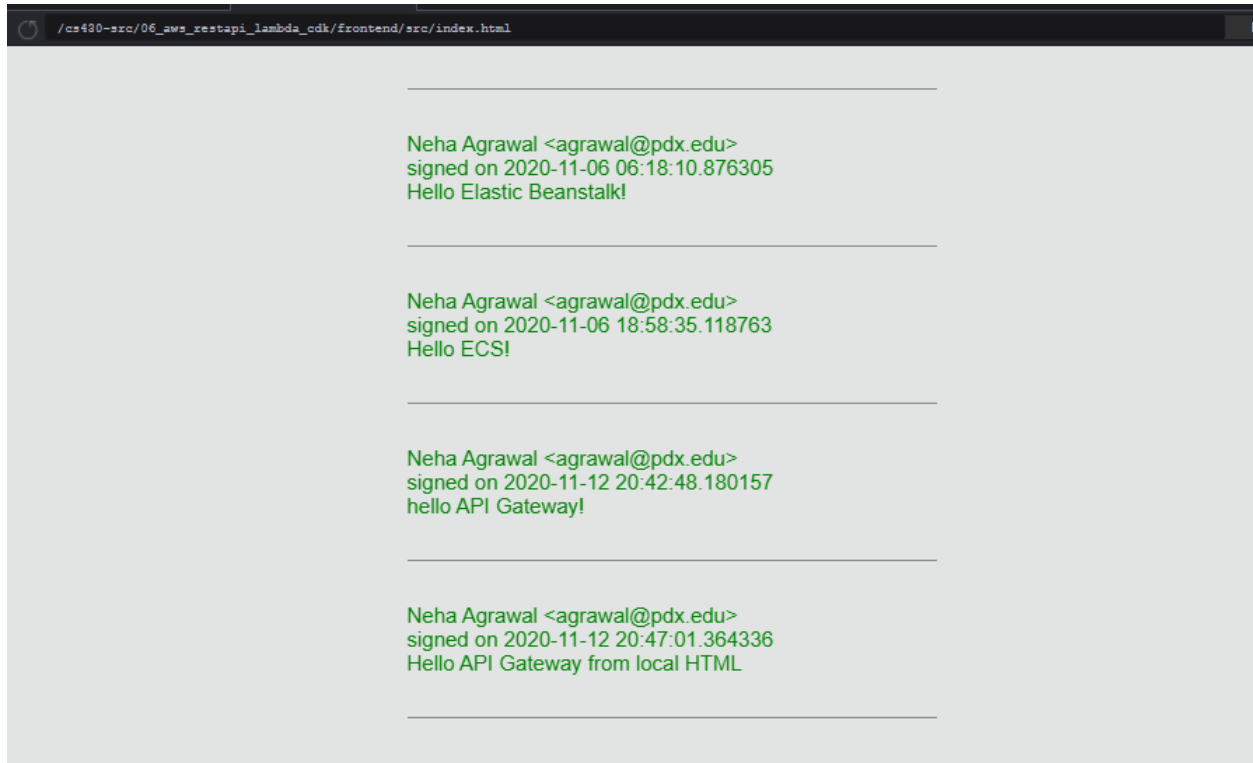 /cs430-src/06_aws_restapi_lambda_cdk/frontend/src/index.html
Neha Agrawal <agrawal@pdx.edu>
signed on 2020-11-06 06:18:10.876305
Hello Elastic Beanstalk!
Neha Agrawal <agrawal@pdx.edu>
signed on 2020-11-06 18:58:35.118763
Hello ECS!
Neha Agrawal <agrawal@pdx.edu>
signed on 2020-11-12 20:42:48.180157
hello API Gateway!
Neha Agrawal <agrawal@pdx.edu>
signed on 2020-11-12 20:47:01.364336
Hello API Gateway from local HTML